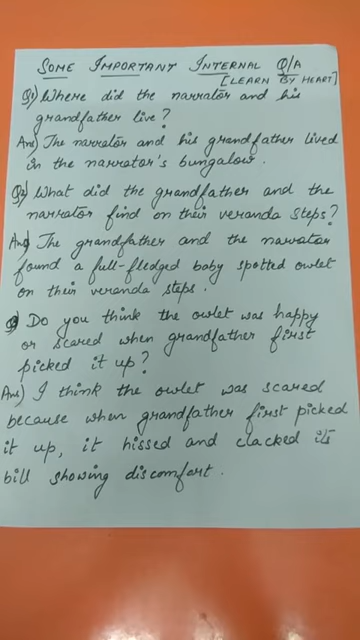 SOME IMPORTANT INTERNAL Q/A
[LEARN BY HEART]
Q1) Where did the narrator and his
grandfather live?
Ans) The narrator and his grandfather lived
in the narrator's bungalow.
Q2) What did the grandfather and the
narrator find on their veranda steps?
Ans) The grandfather and the narrator
found a full-fledged baby spotted owlet
on their veranda steps.
Do you think the owlet was happy
or scared when grandfather first
picked it up?
Ans) I think the owlet was scared
because when grandfather first picked
it up, it hissed and clacked its
bill showing discomfort.